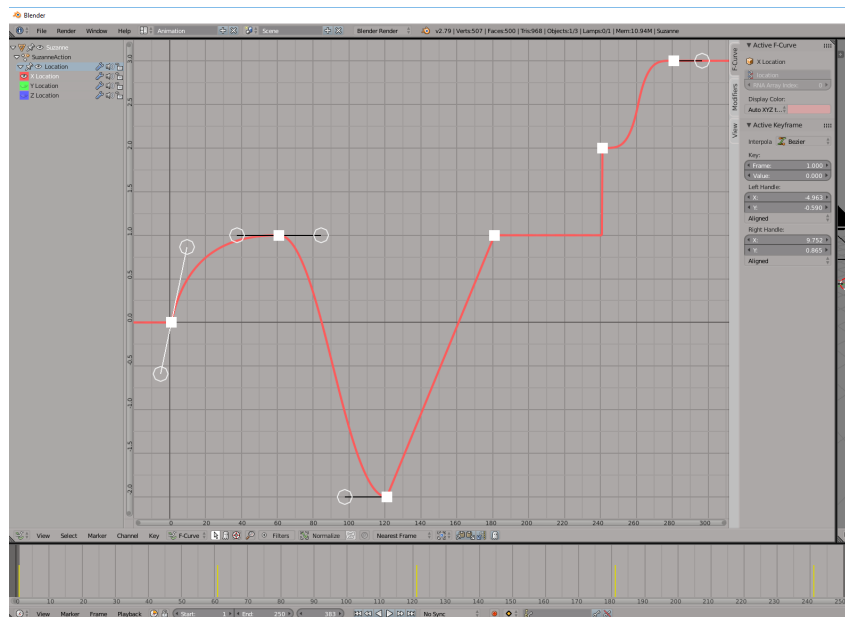 Blender
File Render Window Help Animation Scene Blender Render v2.79 | Verts:507 | Faces:500 | Tris:968 | Objects:1/3 | Lamps:0/1 | Mem:10.94M | Suzanne
Suzanne
SuzanneAction
Location
X Location
Y Location
Z Location
3.0
2.5
2.0
1.5
1.0
0.5
0.0
-0.5
-1.0
-1.5
-2.0
0 20 40 60 80 100 120 140 160 180 200 220 240 260 280 300
F-Curve
Modifiers
View
Active F-Curve
X Location
location
RNA Array Index: 0
Display Color:
Auto XYZ t...
Active Keyframe
Interpola Bezier
Key:
Frame: 1.000
Value: 0.000
Left Handle:
X: -4.963
Y: -0.590
Aligned
Right Handle:
X: 9.752
Y: 0.865
Aligned
View Select Marker Channel Key F-Curve Filters Normalize Nearest Frame
10 20 30 40 50 60 70 80 90 100 110 120 130 140 150 160 170 180 190 200 210 220 230 240 250
View Marker Frame Playback Start: 1 End: 250 383 No Sync